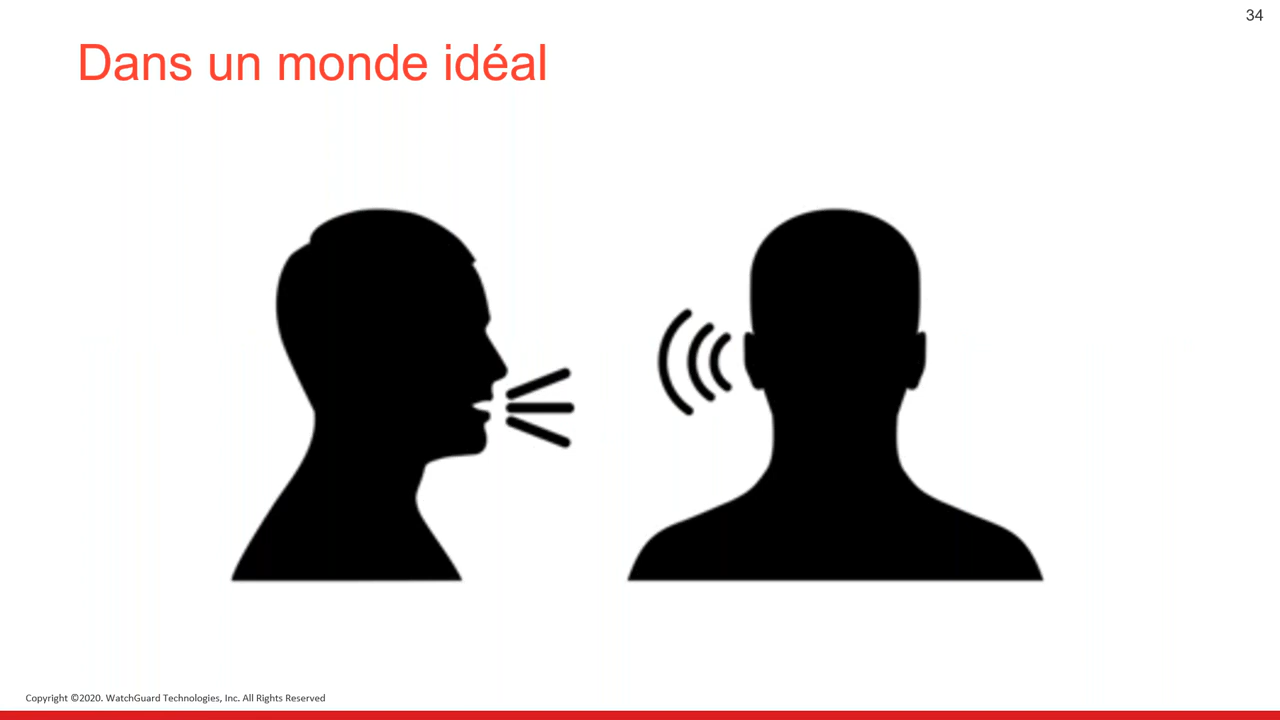 34
Dans un monde idéal
Copyright ©2020. WatchGuard Technologies, Inc. All Rights Reserved